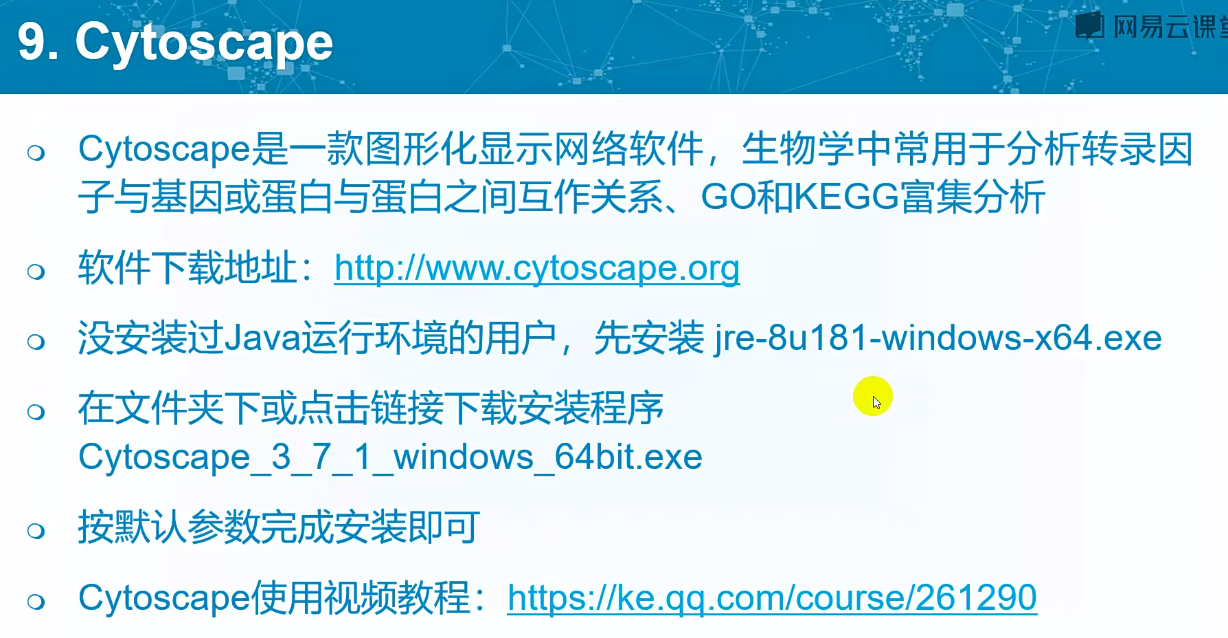 9. Cytoscape
网易云课堂
Cytoscape是一款图形化显示网络软件，生物学中常用于分析转录因
子与基因或蛋白与蛋白之间互作关系、GO和KEGG富集分析
软件下载地址：http://www.cytoscape.org
没安装过Java运行环境的用户，先安装 jre-8u181-windows-x64.exe
在文件夹下或点击链接下载安装程序
Cytoscape_3_7_1_windows_64bit.exe
按默认参数完成安装即可
Cytoscape使用视频教程：https://ke.qq.com/course/261290